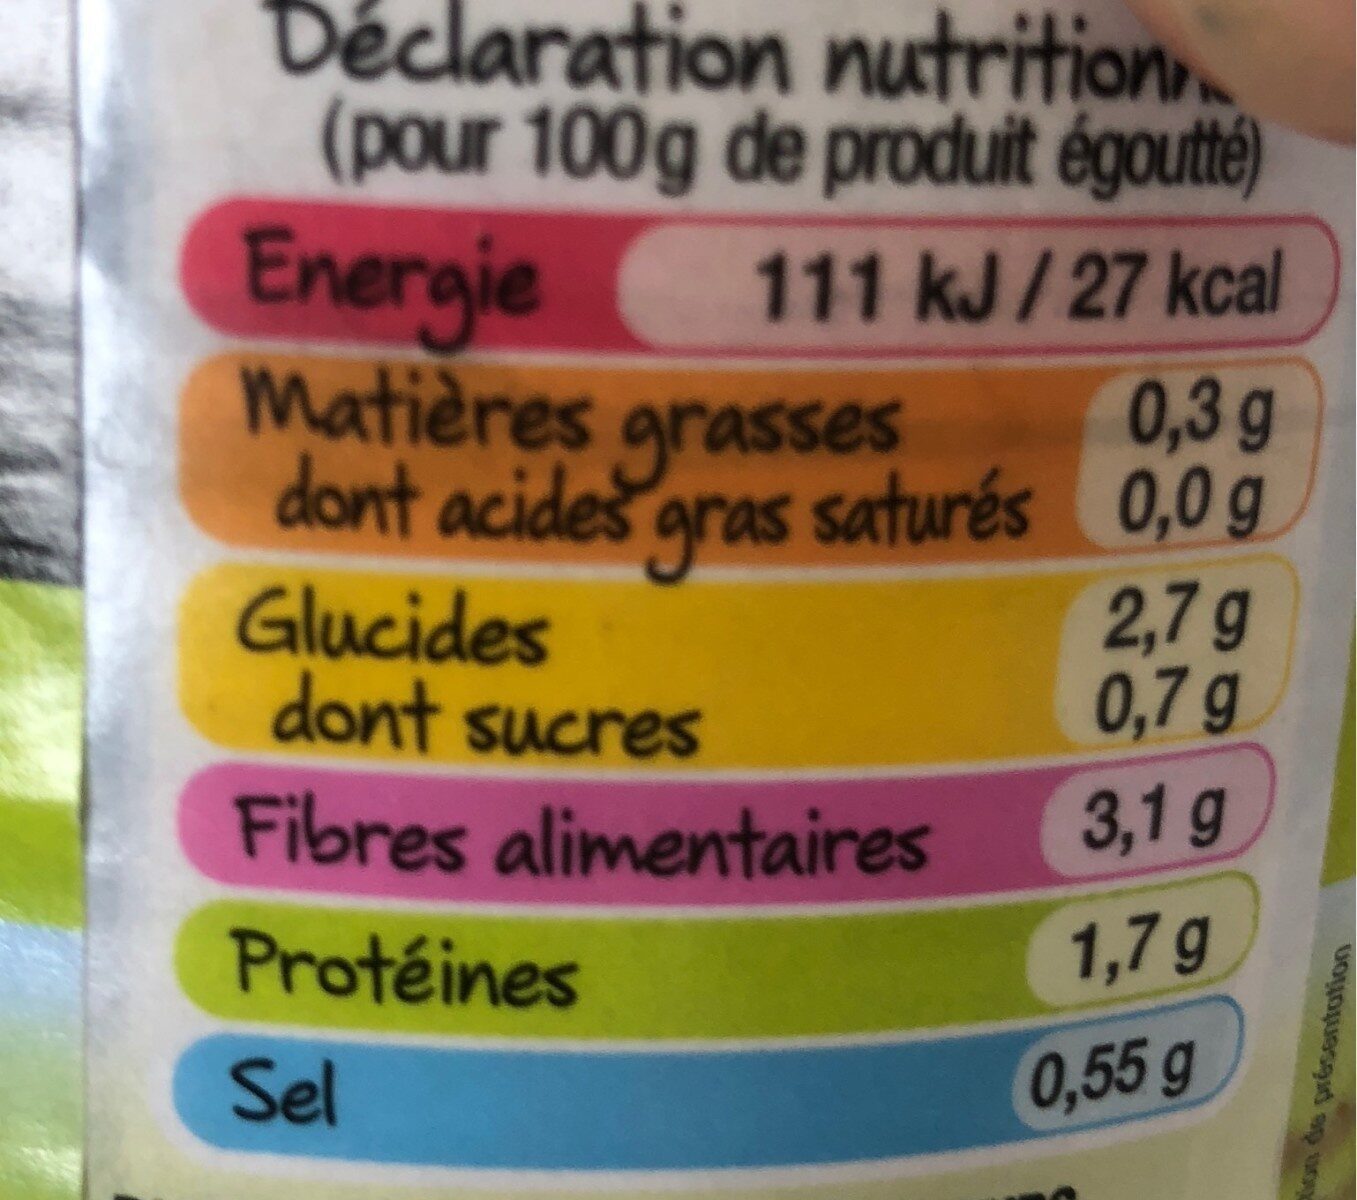 Déclaration
(pour 100g de produit égoutté)
Energie 111 kJ / 27 kcal
Matières grasses 0,3 g
dont acides gras saturés 0,0 g
Glucides 2,7 g
dont sucres 0,7 g
Fibres alimentaires 3,1 g
Protéines 1,7 g
Sel 0,55 g
de présentation